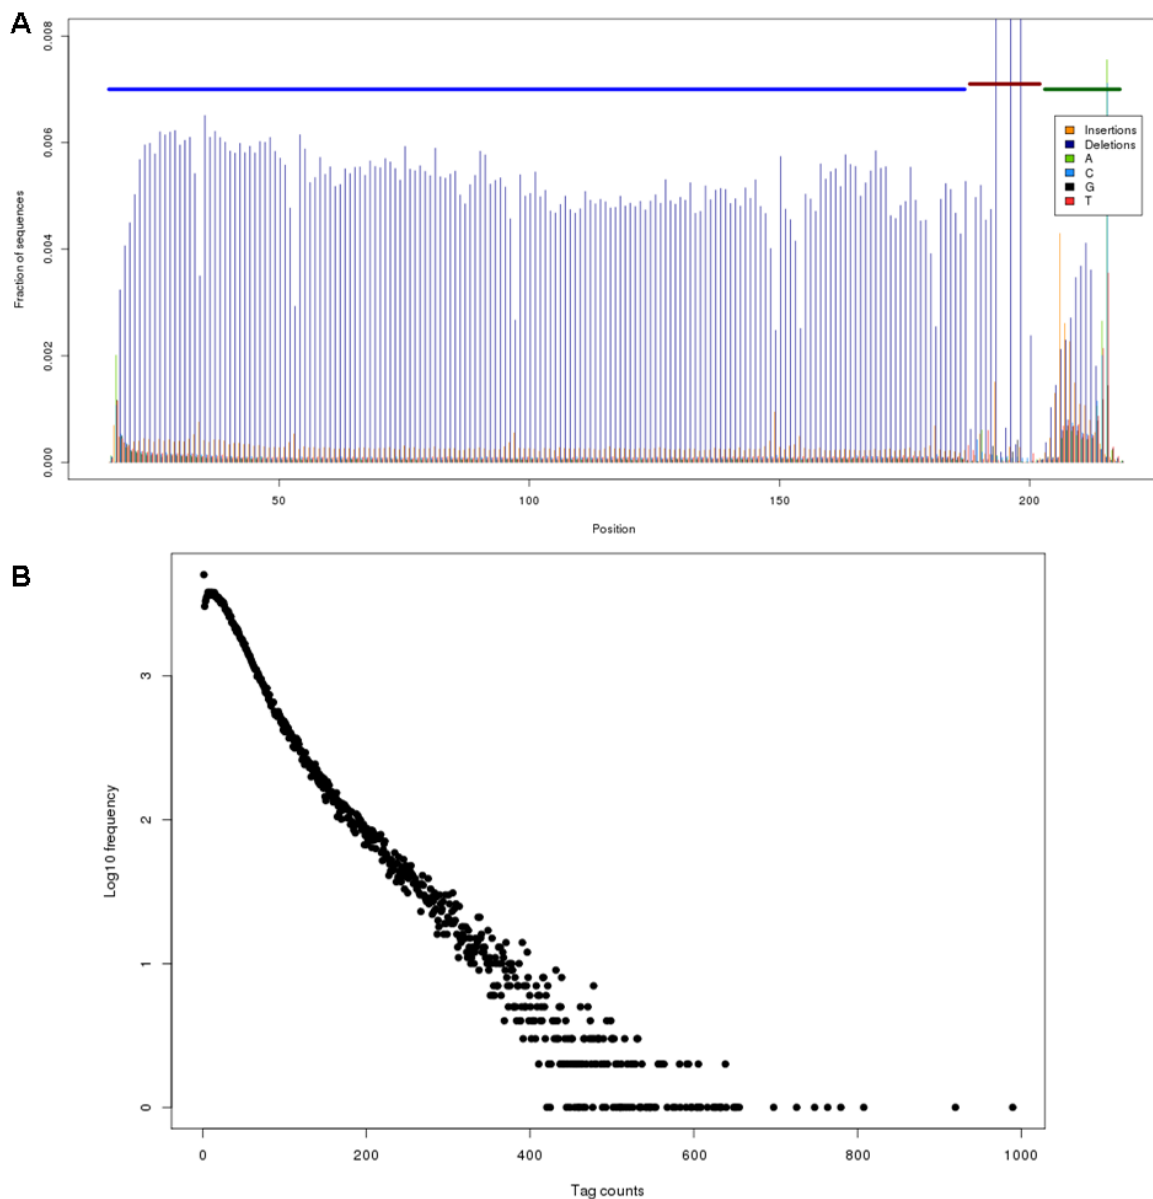 A
0.008
0.006
0.004
0.002
0.000
Fraction of sequences
Insertions
Deletions
A
C
G
T
50
100
150
200
Position
B
3
2
1
0
Log10 frequency
0
200
400
600
800
1000
Tag counts